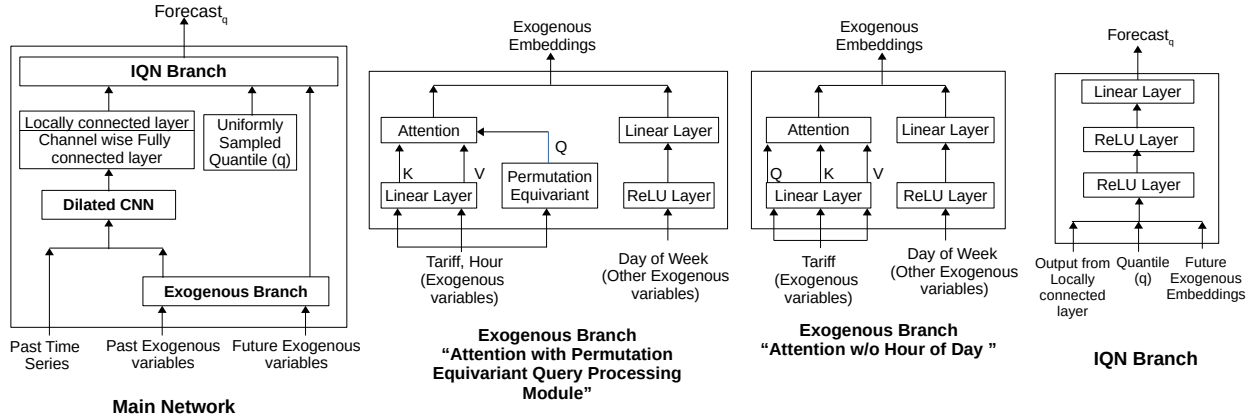 Forecastq
IQN Branch
Locally connected layer
Channel wise Fully
connected layer
Uniformly
Sampled
Quantile (q)
Dilated CNN
Exogenous Branch
Past Time
Series
Past Exogenous
variables
Future Exogenous
variables
Main Network
Exogenous
Embeddings
Attention
Linear Layer
Q
K
V
Permutation
Equivariant
Linear Layer
ReLU Layer
Tariff, Hour
(Exogenous
variables)
Day of Week
(Other Exogenous
variables)
Exogenous Branch
“Attention with Permutation
Equivariant Query Processing
Module”
Exogenous
Embeddings
Attention
Linear Layer
Q
K
V
Linear Layer
ReLU Layer
Tariff
(Exogenous
variables)
Day of Week
(Other Exogenous
variables)
Exogenous Branch
“Attention w/o Hour of Day ”
Forecastq
Linear Layer
ReLU Layer
ReLU Layer
Output from
Locally
connected
layer
Quantile
(q)
Future
Exogenous
Embeddings
IQN Branch